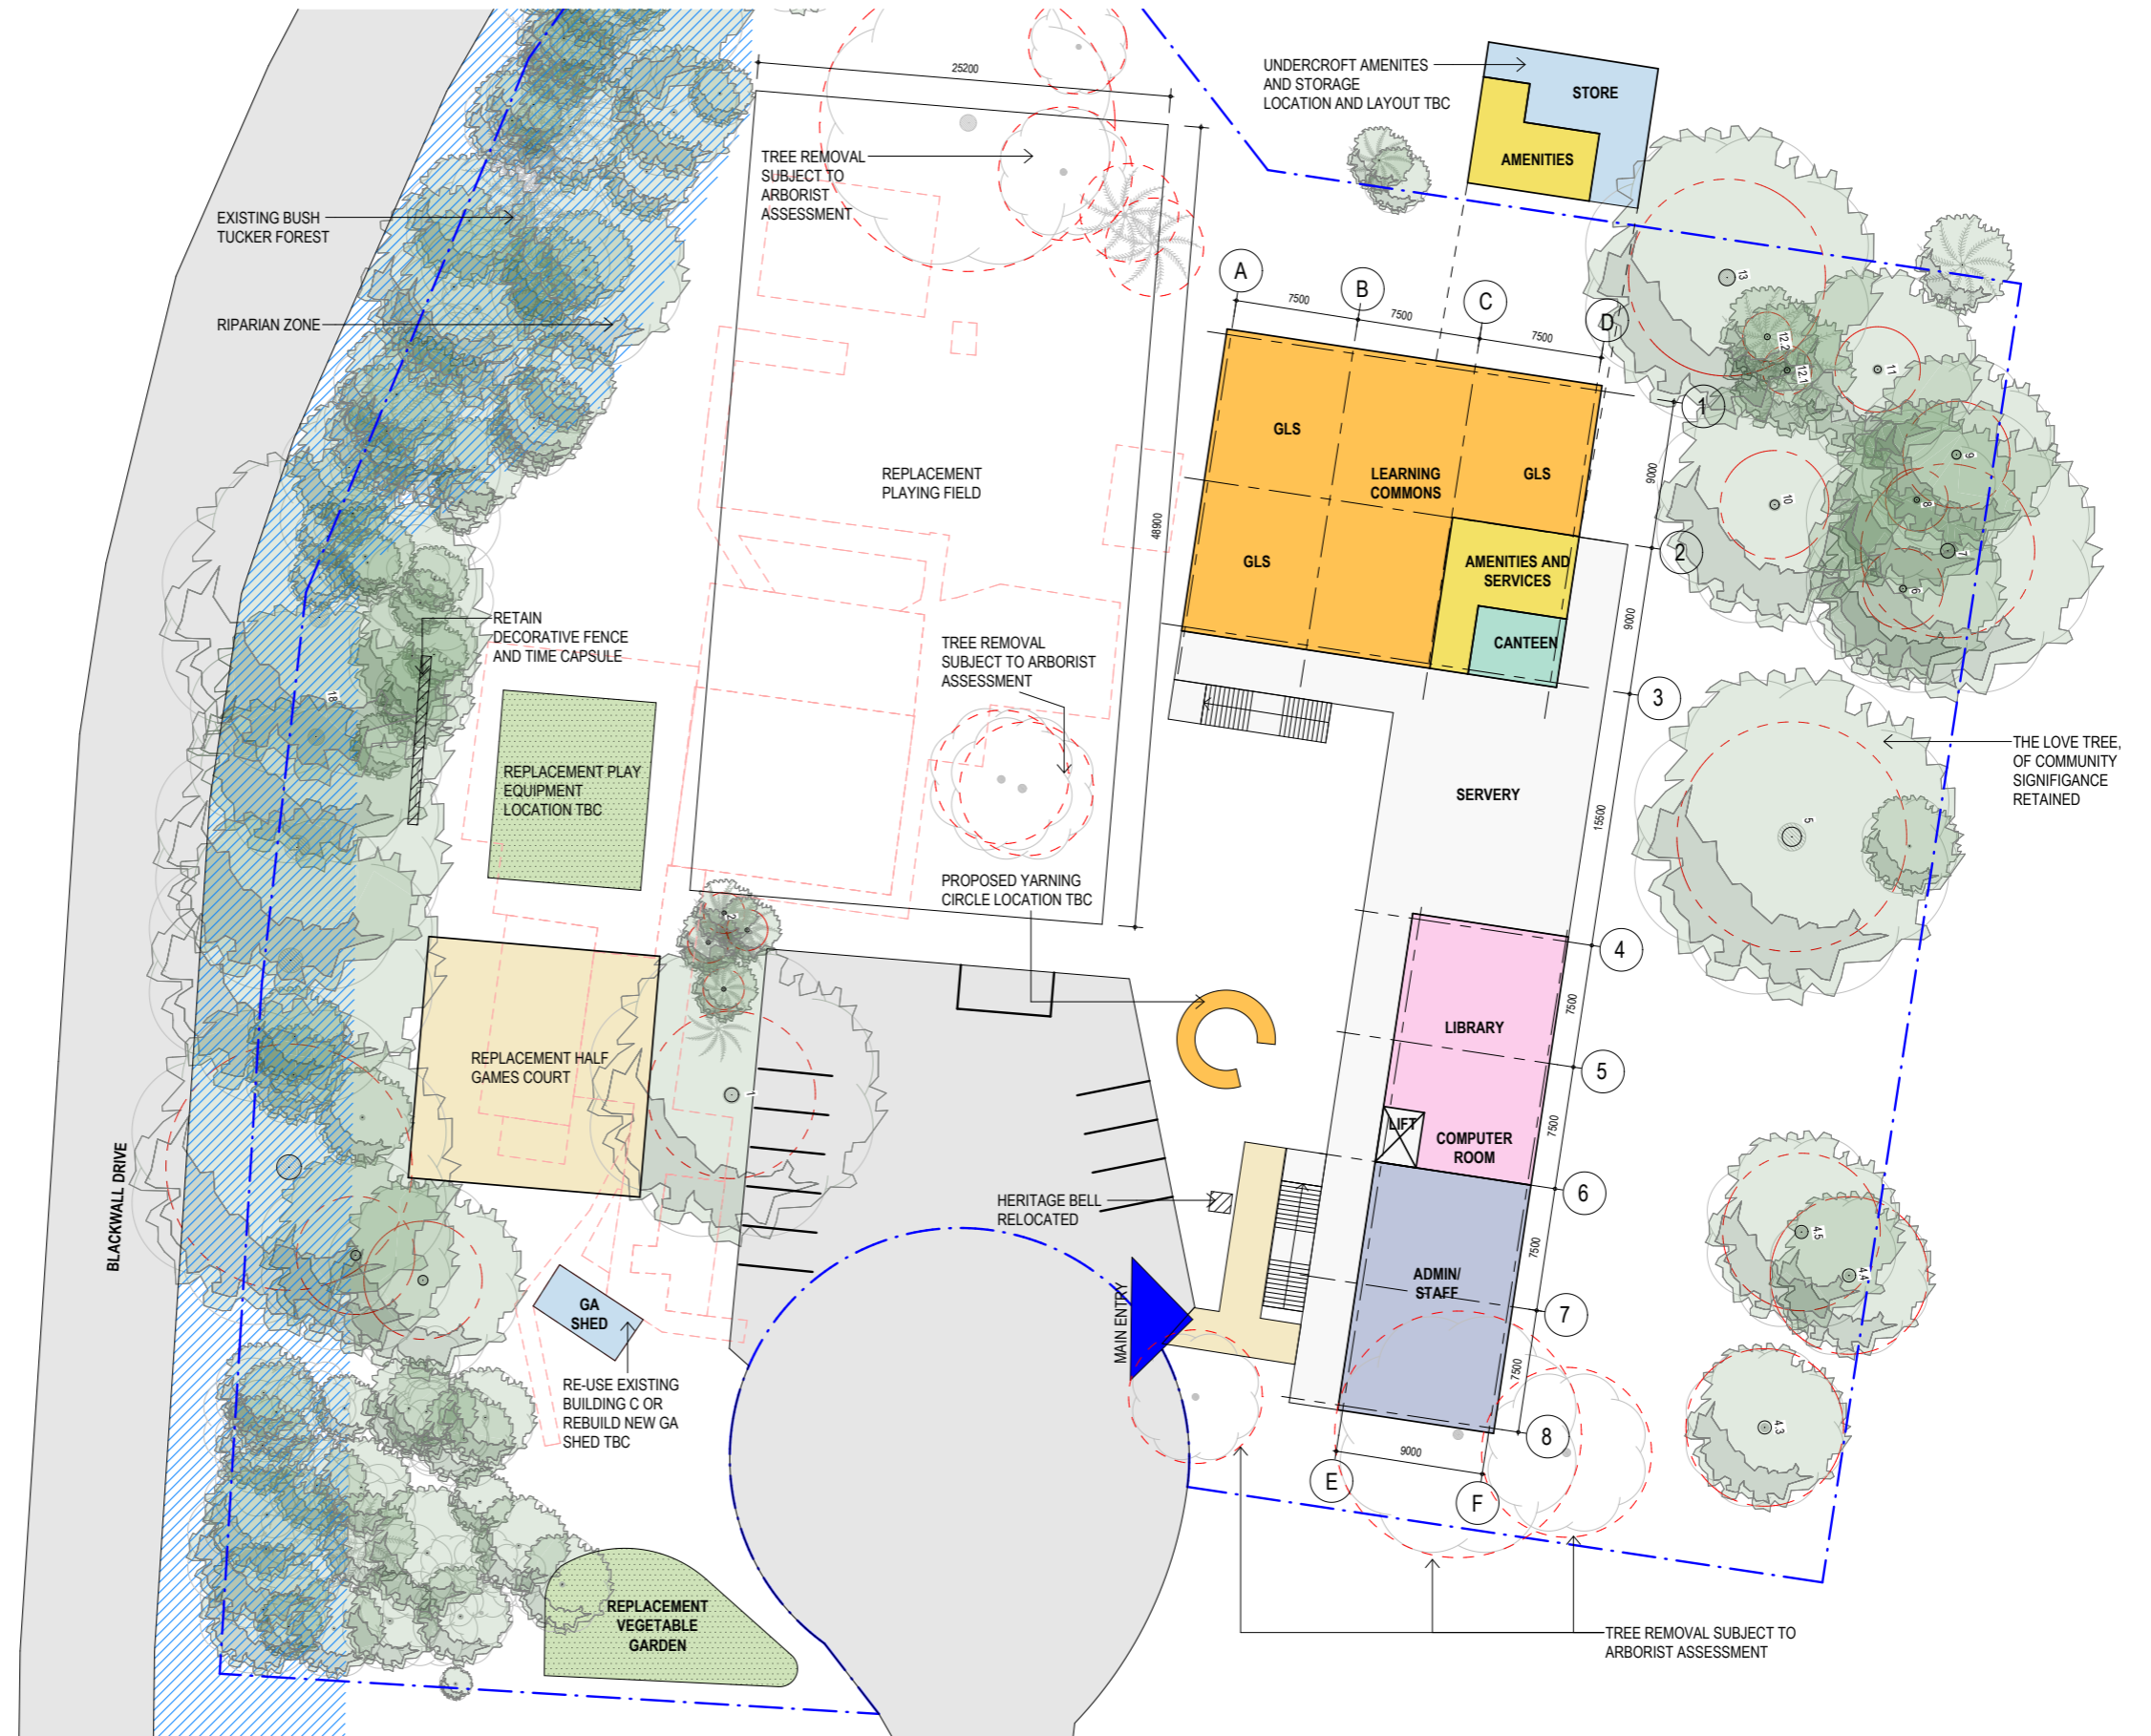 25200
UNDERCROFT AMENITES
AND STORAGE
LOCATION AND LAYOUT TBC
STORE
AMENITIES
TREE REMOVAL
SUBJECT TO
ARBORIST
ASSESSMENT
EXISTING BUSH
TUCKER FOREST
RIPARIAN ZONE
A
B
C
D
7500
7500
7500
13
12.2
12.1
11
1
9000
9
8
7
6
10
GLS
LEARNING
COMMONS
GLS
REPLACEMENT
PLAYING FIELD
48900
2
GLS
AMENITIES AND
SERVICES
CANTEEN
9000
3
RETAIN
DECORATIVE FENCE
AND TIME CAPSULE
TREE REMOVAL
SUBJECT TO ARBORIST
ASSESSMENT
18
THE LOVE TREE,
OF COMMUNITY
SIGNIFIGANCE
RETAINED
REPLACEMENT PLAY
EQUIPMENT
LOCATION TBC
SERVERY
15500
5
PROPOSED YARNING
CIRCLE LOCATION TBC
2
4
7500
LIBRARY
5
REPLACEMENT HALF
GAMES COURT
1
LIFT
COMPUTER
ROOM
7500
6
BLACKWALL DRIVE
HERITAGE BELL
RELOCATED
4.5
4.4
7500
ADMIN/
STAFF
7
MAIN ENTRY
GA
SHED
RE-USE EXISTING
BUILDING C OR
REBUILD NEW GA
SHED TBC
7500
4.3
8
9000
E
F
REPLACEMENT
VEGETABLE
GARDEN
TREE REMOVAL SUBJECT TO
ARBORIST ASSESSMENT